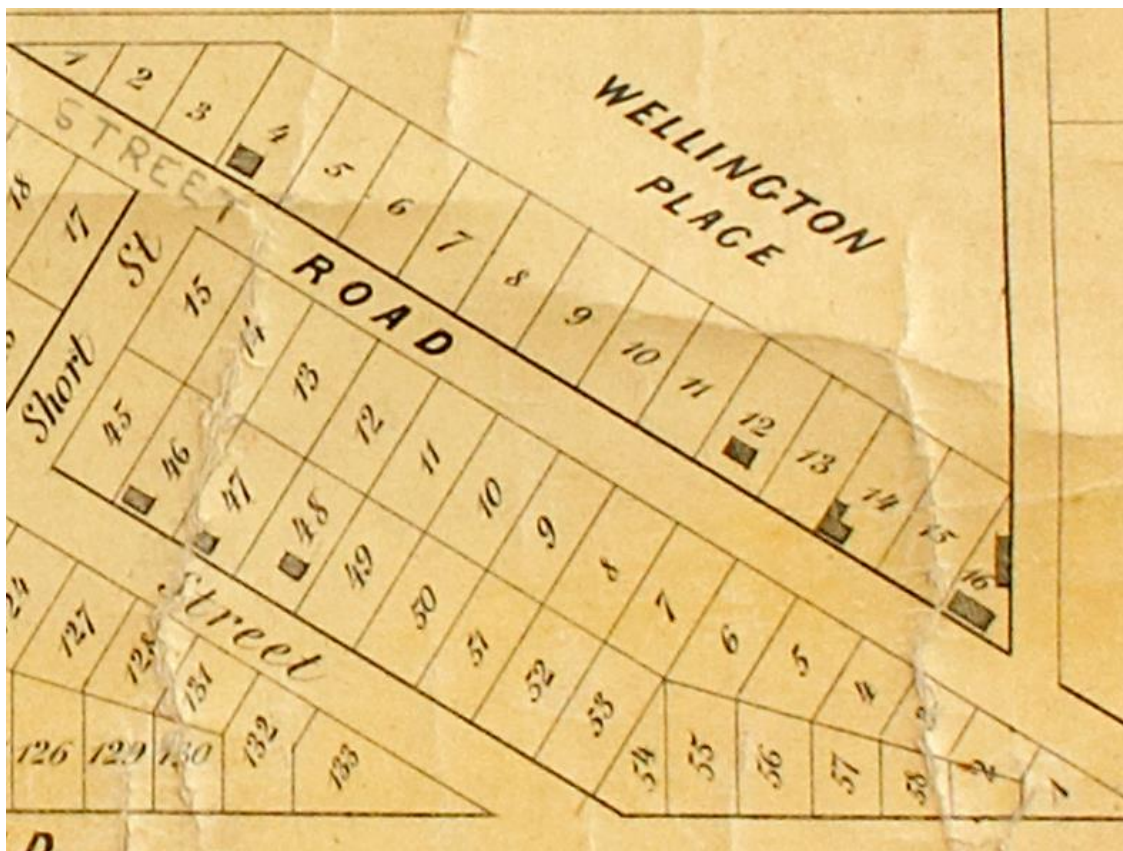 WELLINGTON
PLACE
STREET
ROAD
1 2 3 4 5 6 7 8 9 10 11 12 13 14 15 16
18 17
Short St
15 14 13 12 11 10 9 8 7 6 5 4 3 2 1
45 46 47 48 49 50 51 52 53 54 55 56 57 58
Street
127 128 131 132 133
126 129 130